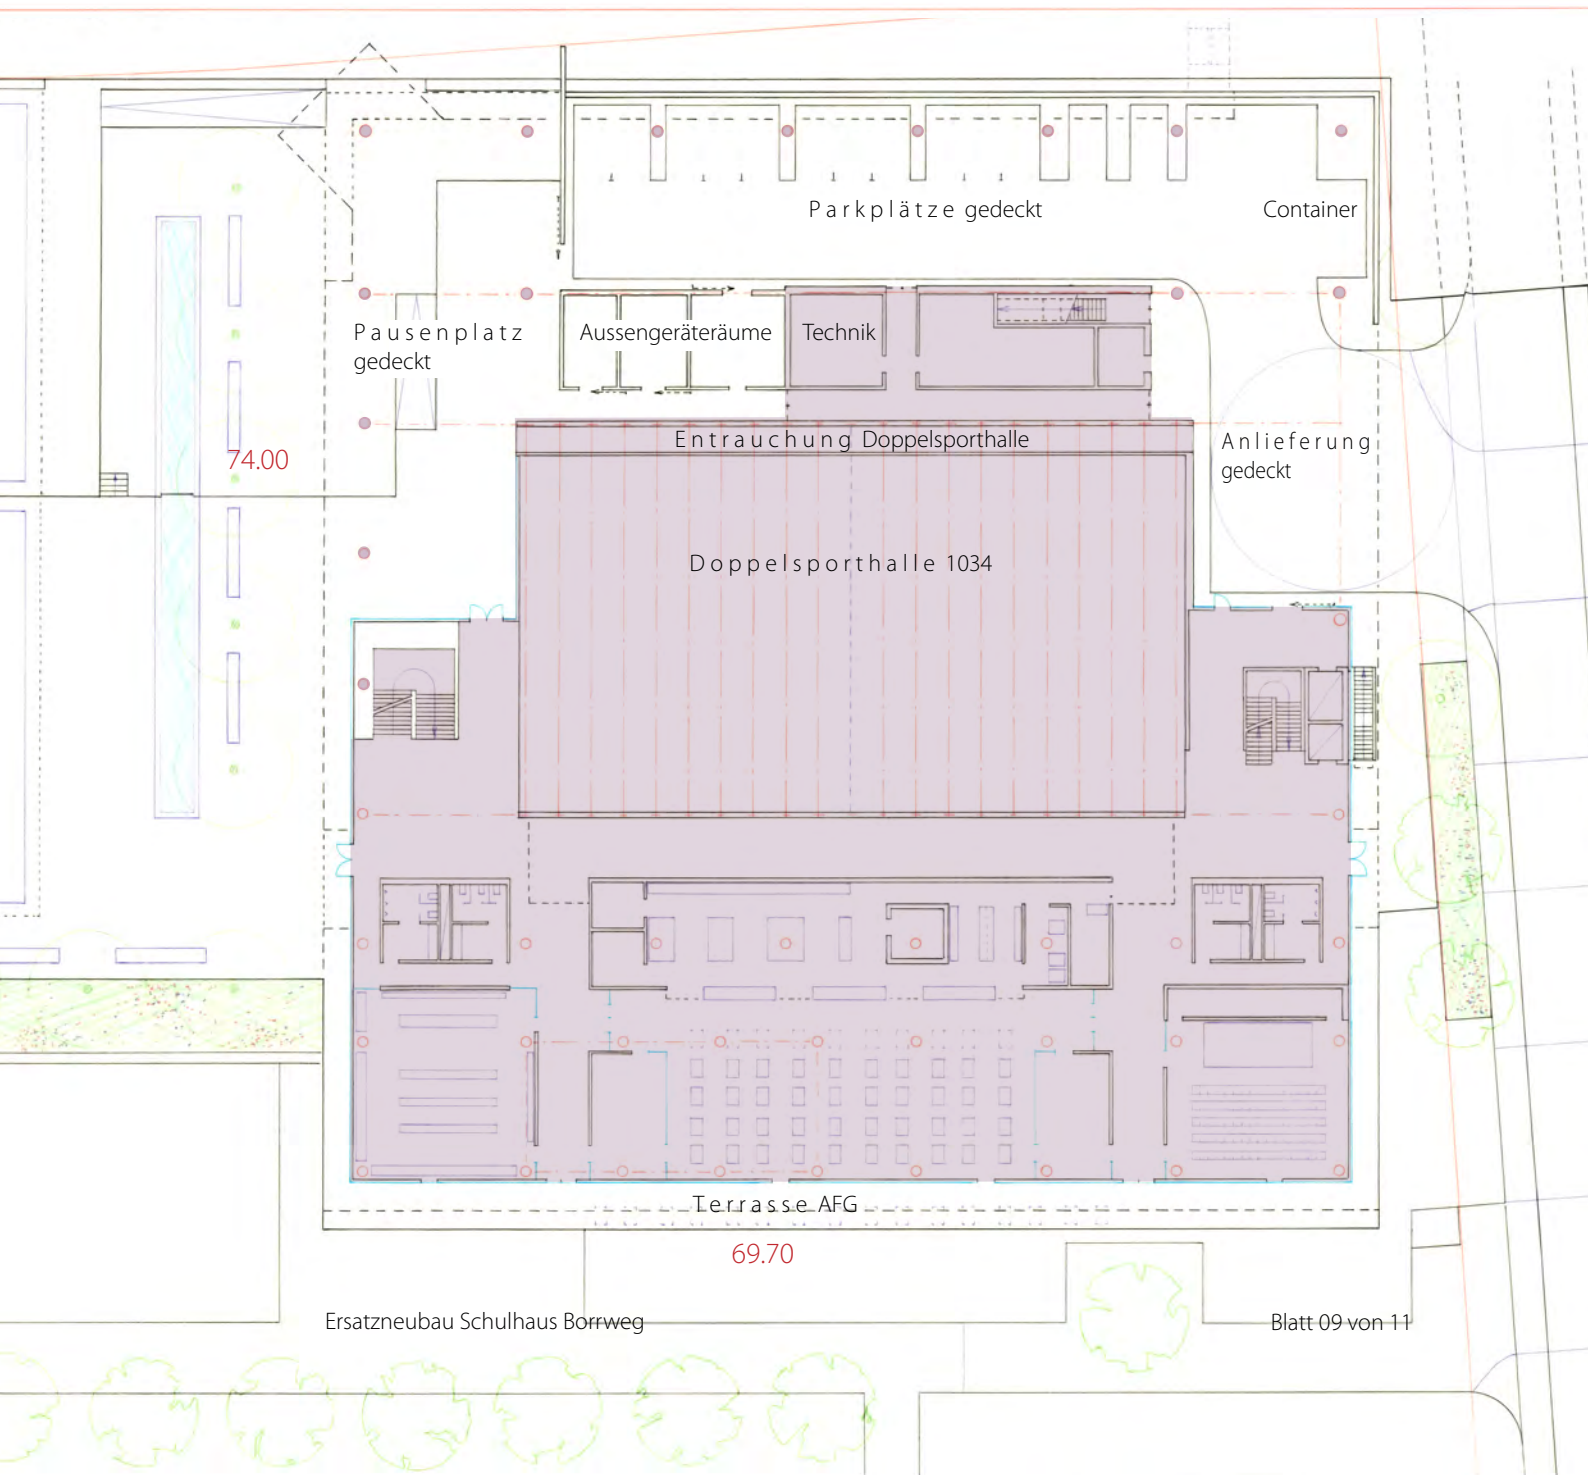 Parkplätze gedeckt
Container
Pausenplatz
gedeckt
Aussengeräteräume
Technik
Entrauchung Doppelsporthalle
Anlieferung
gedeckt
74.00
Doppelsporthalle 1034
Terrasse AFG
69.70
Ersatzneubau Schulhaus Borrweg
Blatt 09 von 11